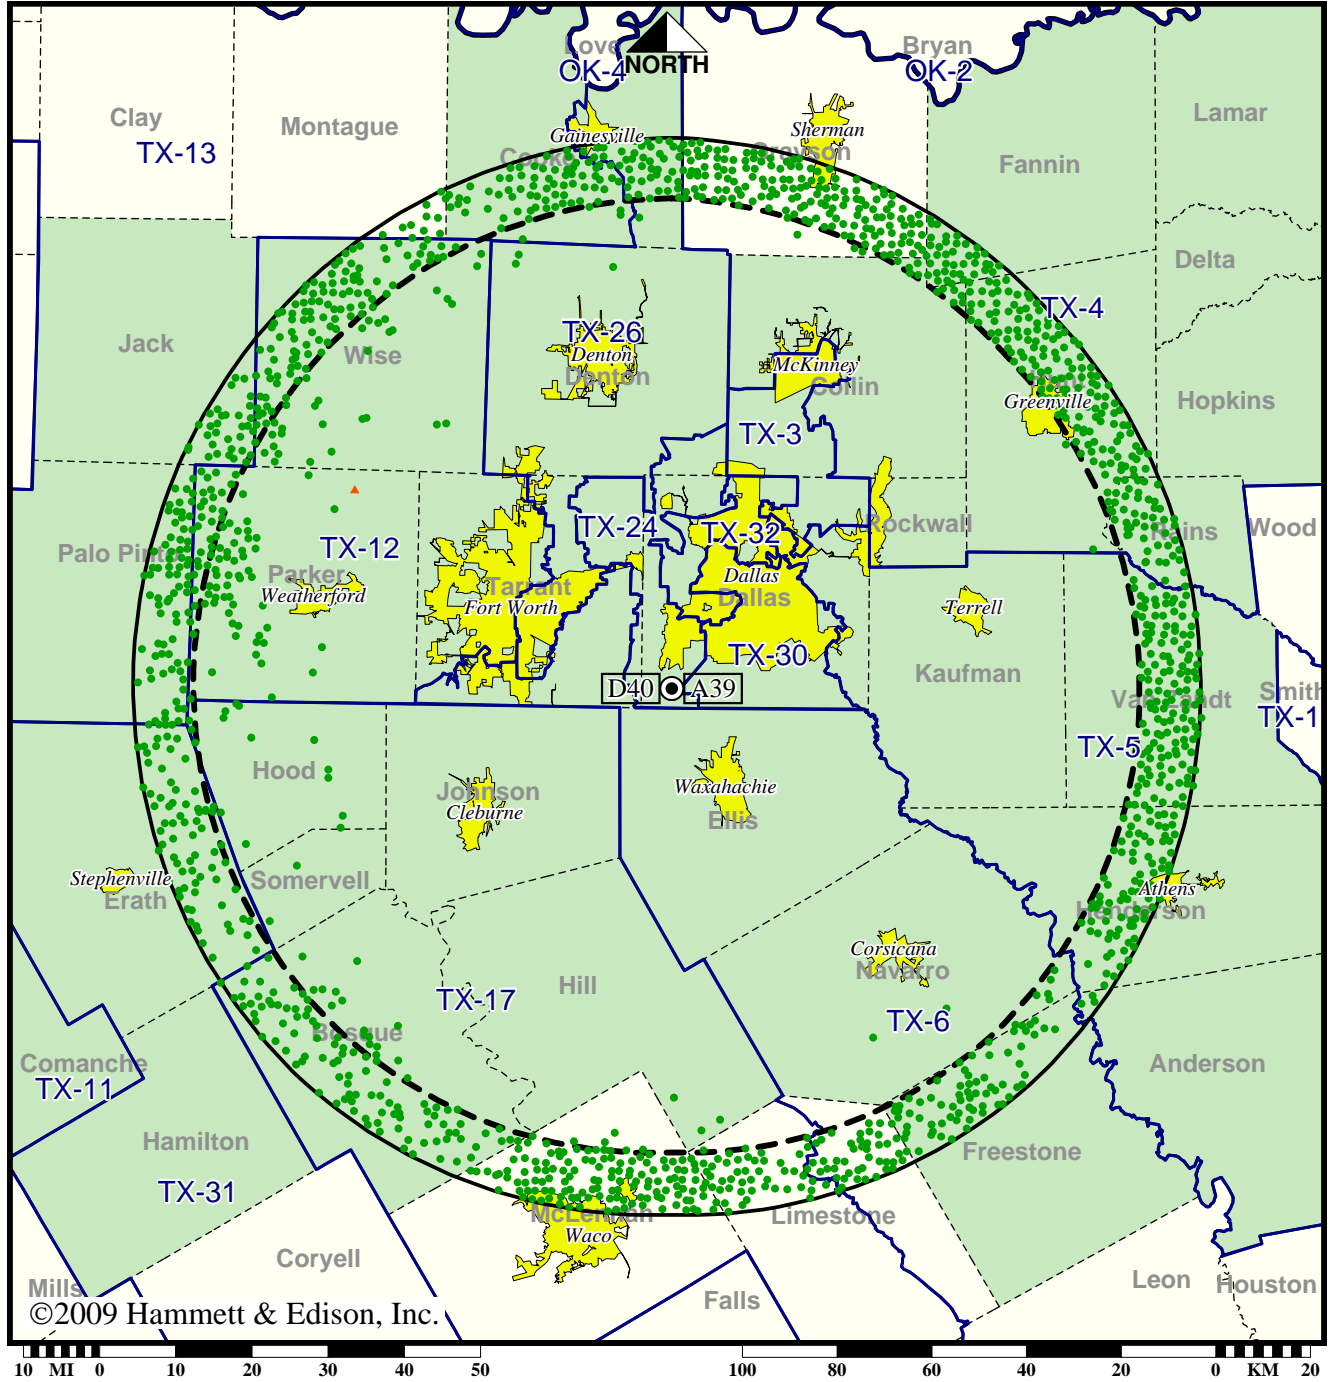 Love
OK-4
NORTH
Bryan
OK-2
Clay
TX-13
Montague
Gainesville
Cooke
Sherman
Grayson
Lamar
Fannin
Delta
TX-4
Jack
Wise
TX-26
Denton
Denton
McKinney
Collin
Greenville
Hopkins
TX-3
Palo Pinto
TX-12
Parker
Weatherford
Tarrant
Fort Worth
TX-24
TX-32
Dallas
Dallas
Rockwall
Rains
Wood
Terrell
TX-30
Kaufman
D40
A39
Van Zandt
Smith
TX-1
TX-5
Hood
Johnson
Cleburne
Waxahachie
Ellis
Stephenville
Erath
Somervell
Athens
Henderson
Corsicana
Navarro
Hill
TX-17
TX-6
Bosque
Comanche
TX-11
Anderson
Hamilton
TX-31
Freestone
McLennan
Waco
Limestone
Coryell
Mills
Falls
Leon
Houston
©2009 Hammett & Edison, Inc.
10 MI 0 10 20 30 40 50
100 80 60 40 20 0 KM 20